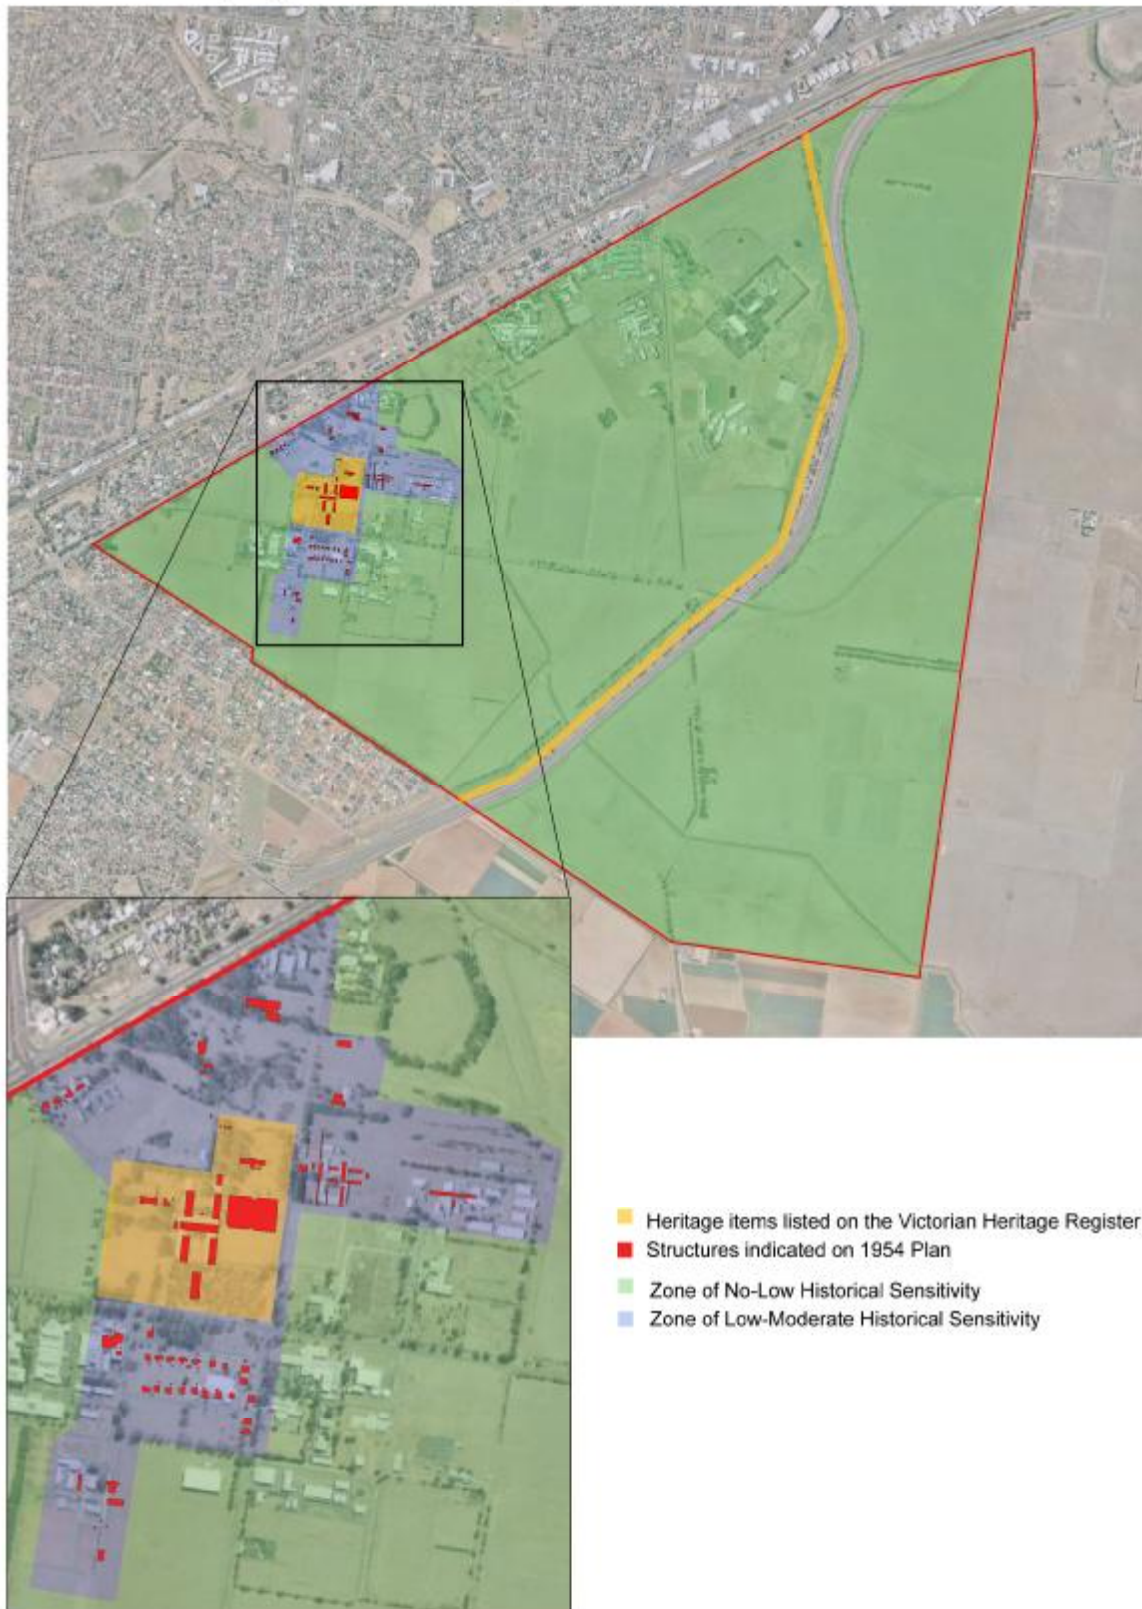 Heritage items listed on the Victorian Heritage Register
Structures indicated on 1954 Plan
Zone of No-Low Historical Sensitivity
Zone of Low-Moderate Historical Sensitivity